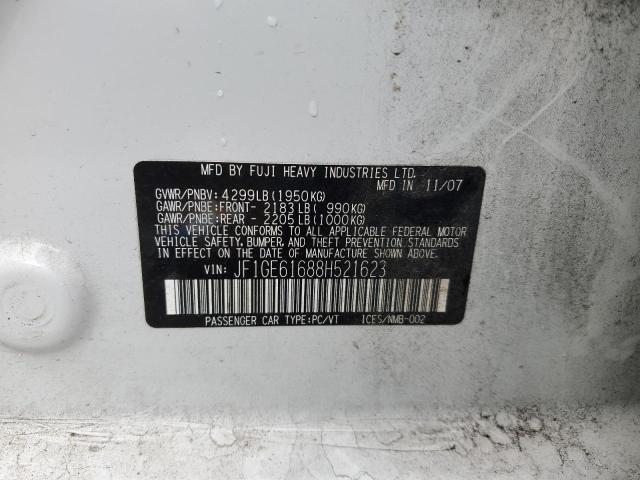 MFD BY FUJI HEAVY INDUSTRIES LTD.
MFD IN 11/07
GVWR/PNBV: 4299LB(1950KG)
GAWR/PNBE:FRONT- 2183LB( 990KG)
GAWR/PNBE:REAR - 2205LB(1000KG)
THIS VEHICLE CONFORMS TO ALL APPLICABLE FEDERAL MOTOR
VEHICLE SAFETY, BUMPER, AND THEFT PREVENTION STANDARDS
IN EFFECT ON THE DATE OF MANUFACTURE SHOWN ABOVE.
VIN: JF1GE61688H521623
PASSENGER CAR TYPE:PC/VT ICES/NMB-002